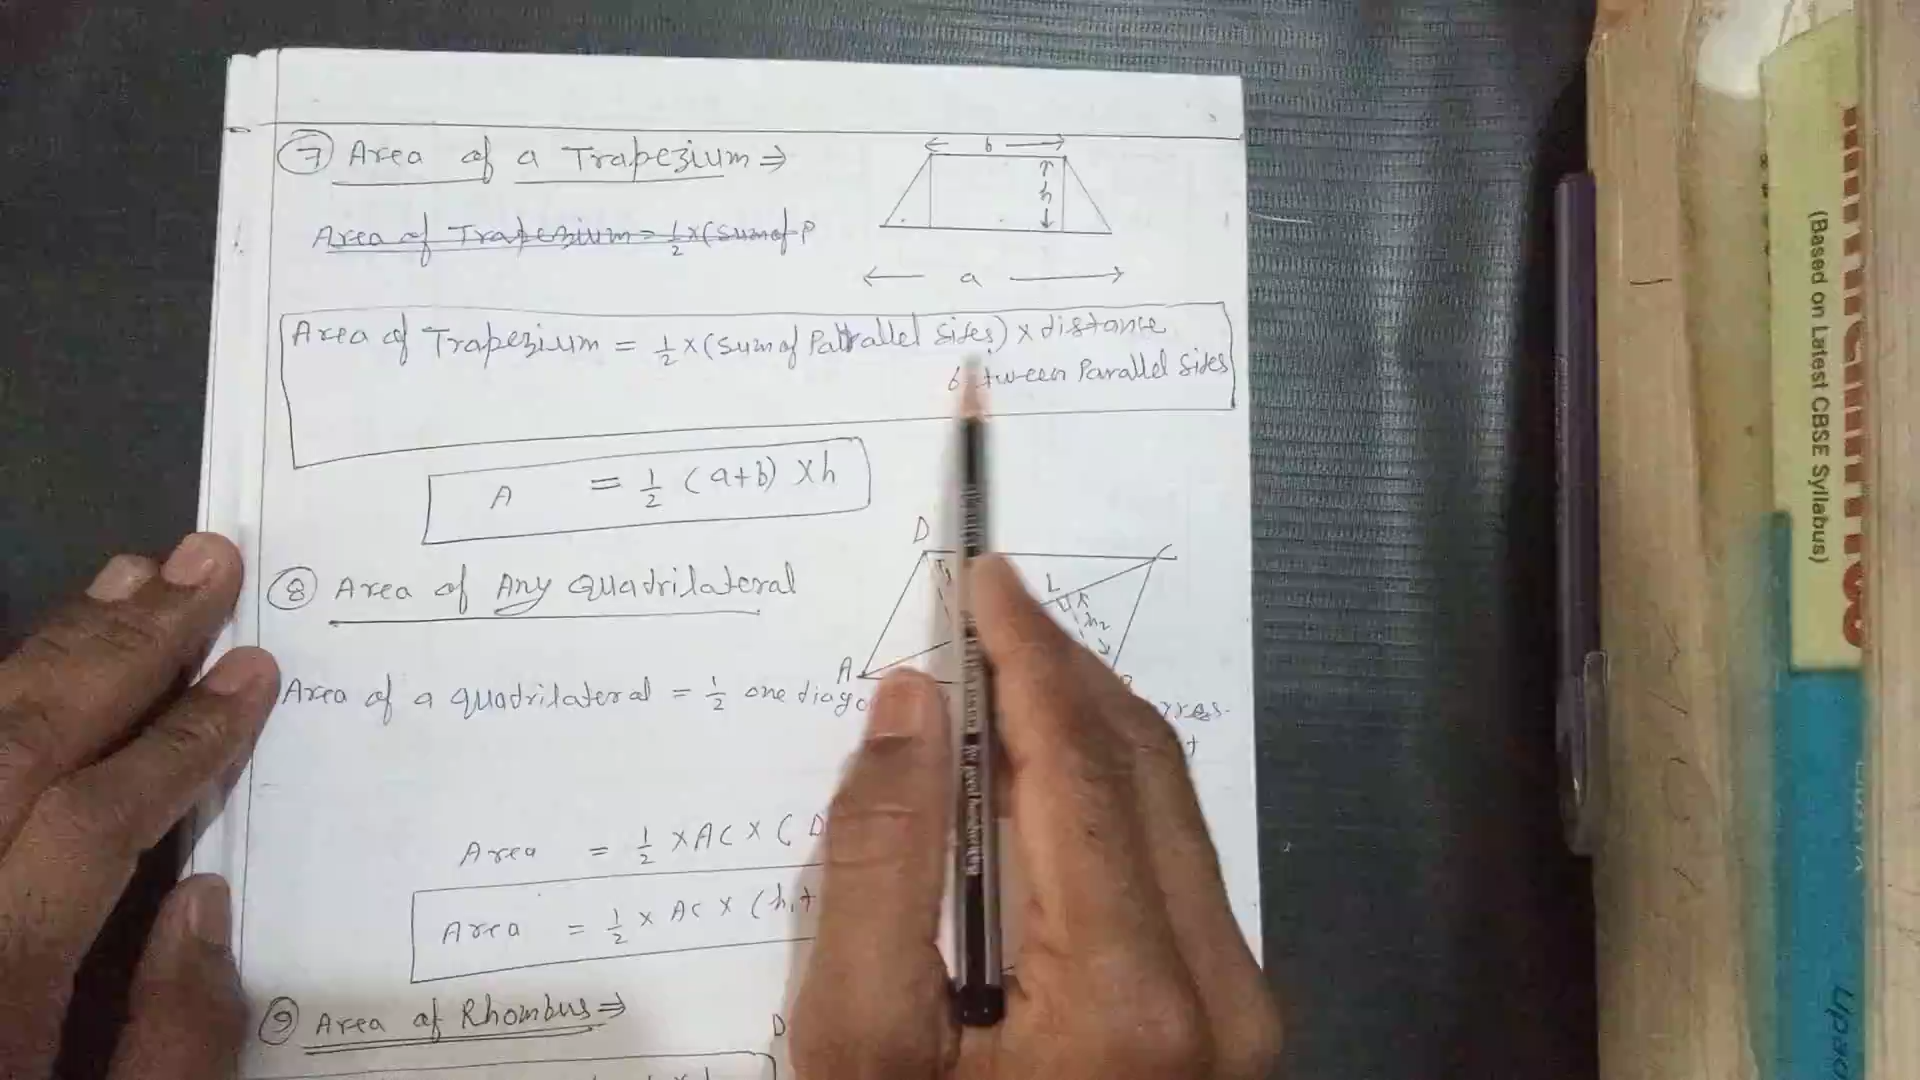 ⑦ Area of a Trapezium ⇒
b
h
a
Area of Trapezium = 1/2 × (Sum of P
Area of Trapezium = 1/2 × (Sum of Parallel Sides) × distance
Parallel Sides
A = 1/2 (a+b) × h
D C
⑧ Area of Any Quadrilateral
L
h2
A
Area of a quadrilateral = 1/2 one
Area = 1/2 × AC × ( D
Area = 1/2 × AC × (h1+
⑨ Area of Rhombus ⇒
D
(Based on Latest CBSE Syllabus)